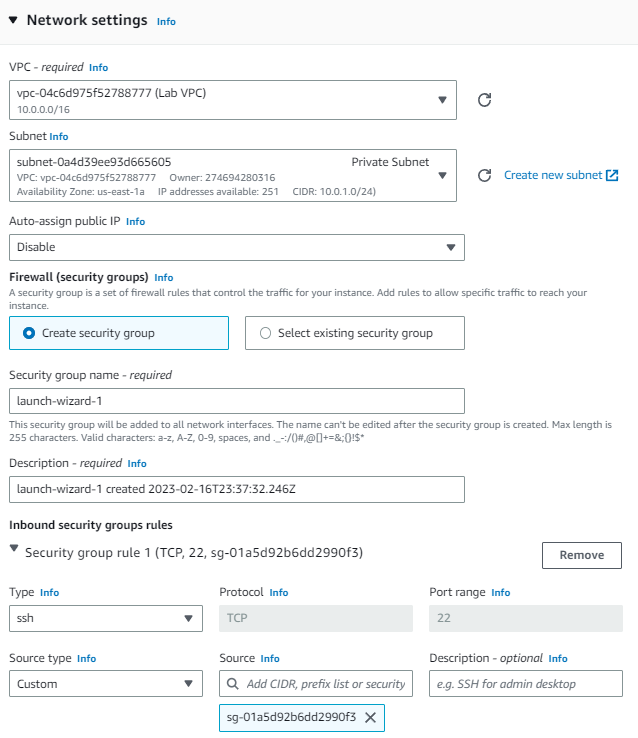 Network settings Info
VPC - required Info
vpc-04c6d975f52788777 (Lab VPC)
10.0.0.0/16
Subnet Info
subnet-0a4d39ee93d665605 Private Subnet
VPC: vpc-04c6d975f52788777 Owner: 274694280316
Availability Zone: us-east-1a IP addresses available: 251 CIDR: 10.0.1.0/24)
Create new subnet
Auto-assign public IP Info
Disable
Firewall (security groups) Info
A security group is a set of firewall rules that control the traffic for your instance. Add rules to allow specific traffic to reach your
instance.
Create security group Select existing security group
Security group name - required
launch-wizard-1
This security group will be added to all network interfaces. The name can't be edited after the security group is created. Max length is
255 characters. Valid characters: a-z, A-Z, 0-9, spaces, and ._-:/()#,@[]+=&;{}!$*
Description - required Info
launch-wizard-1 created 2023-02-16T23:37:32.246Z
Inbound security groups rules
Security group rule 1 (TCP, 22, sg-01a5d92b6dd2990f3) Remove
Type Info Protocol Info Port range Info
ssh TCP 22
Source type Info Source Info Description - optional Info
Custom Add CIDR, prefix list or security e.g. SSH for admin desktop
sg-01a5d92b6dd2990f3